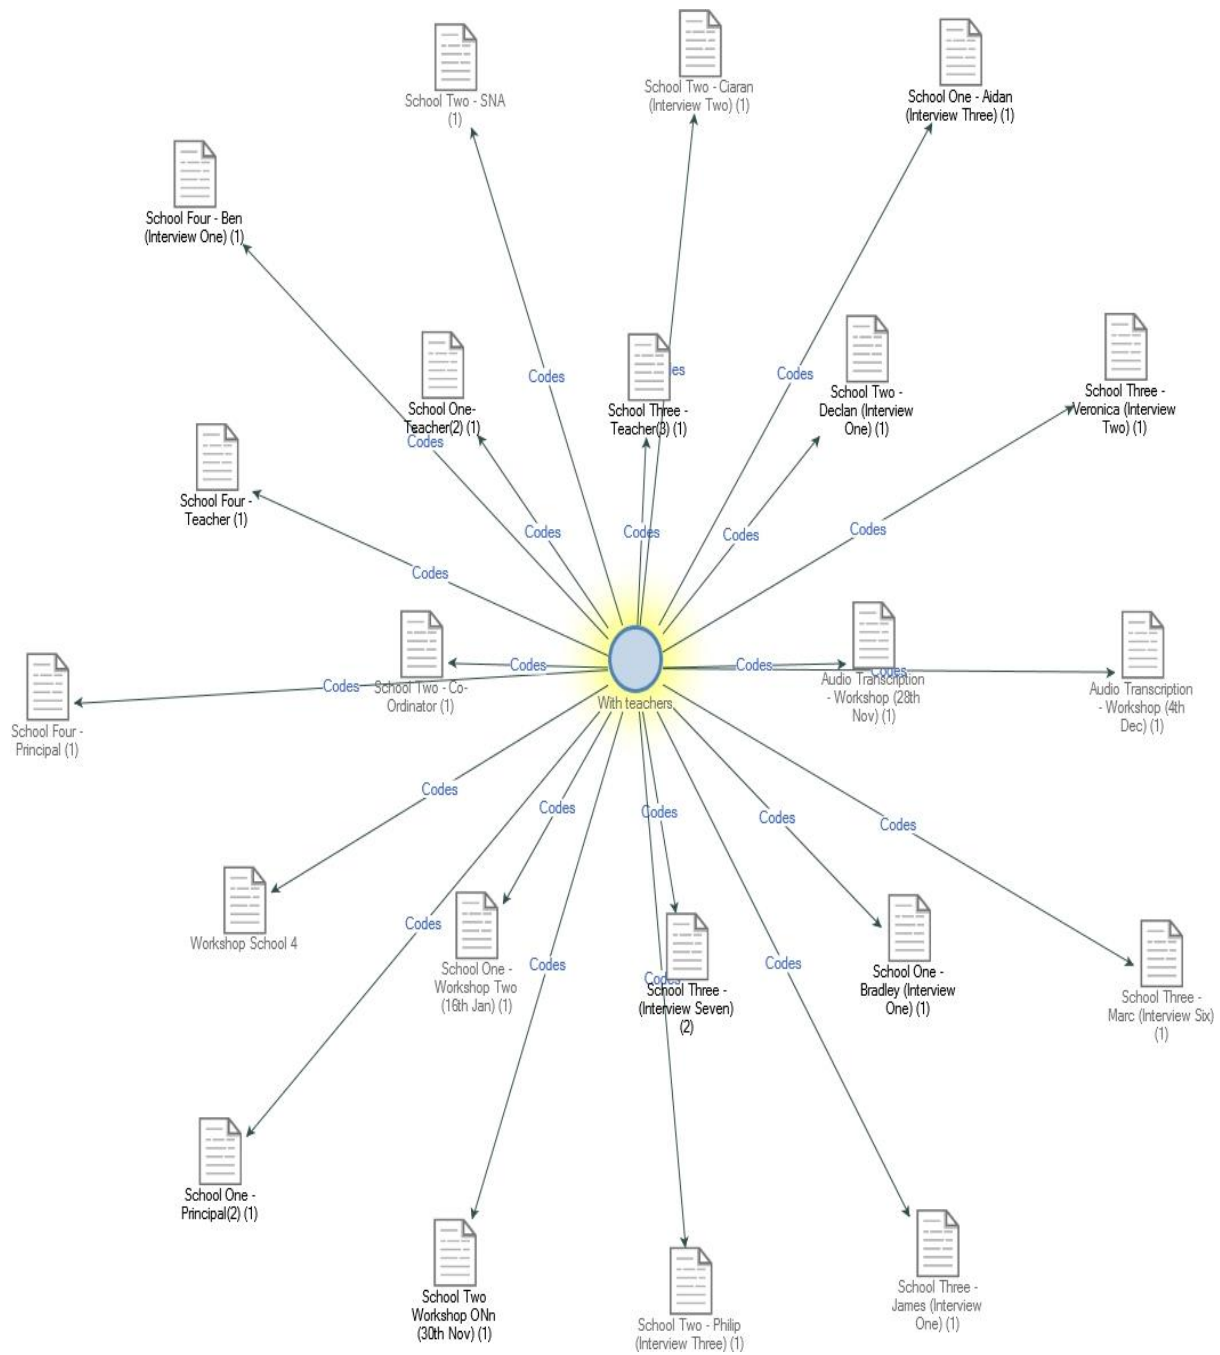 School Two - SNA
(1)
School Two - Ciaran
(Interview Two) (1)
School One - Aidan
(Interview Three) (1)
School Four - Ben
(Interview One) (1)
Codes
Codes
School One-
Teacher(2) (1)
Codes
School Three -
Teacher(3) (1)
Codes
School Two -
Declan (Interview
One) (1)
School Three -
Veronica (Interview
Two) (1)
School Four -
Teacher (1)
Codes
Codes
Codes
Codes
Codes
School Four -
Principal (1)
Codes
School Two - Co-
Ordinator (1)
Codes
With teachers
Codes
Audio Transcription
- Workshop (28th
Nov) (1)
Codes
Audio Transcription
- Workshop (4th
Dec) (1)
Codes
Codes
Codes
Codes
Codes
Workshop School 4
Codes
School One -
Workshop Two
(16th Jan) (1)
Codes
Codes
School Three -
(Interview Seven)
(2)
Codes
School One -
Bradley (Interview
One) (1)
School Three -
Marc (Interview Six)
(1)
School One -
Principal(2) (1)
School Two
Workshop ONn
(30th Nov) (1)
School Two - Philip
(Interview Three) (1)
School Three -
James (Interview
One) (1)